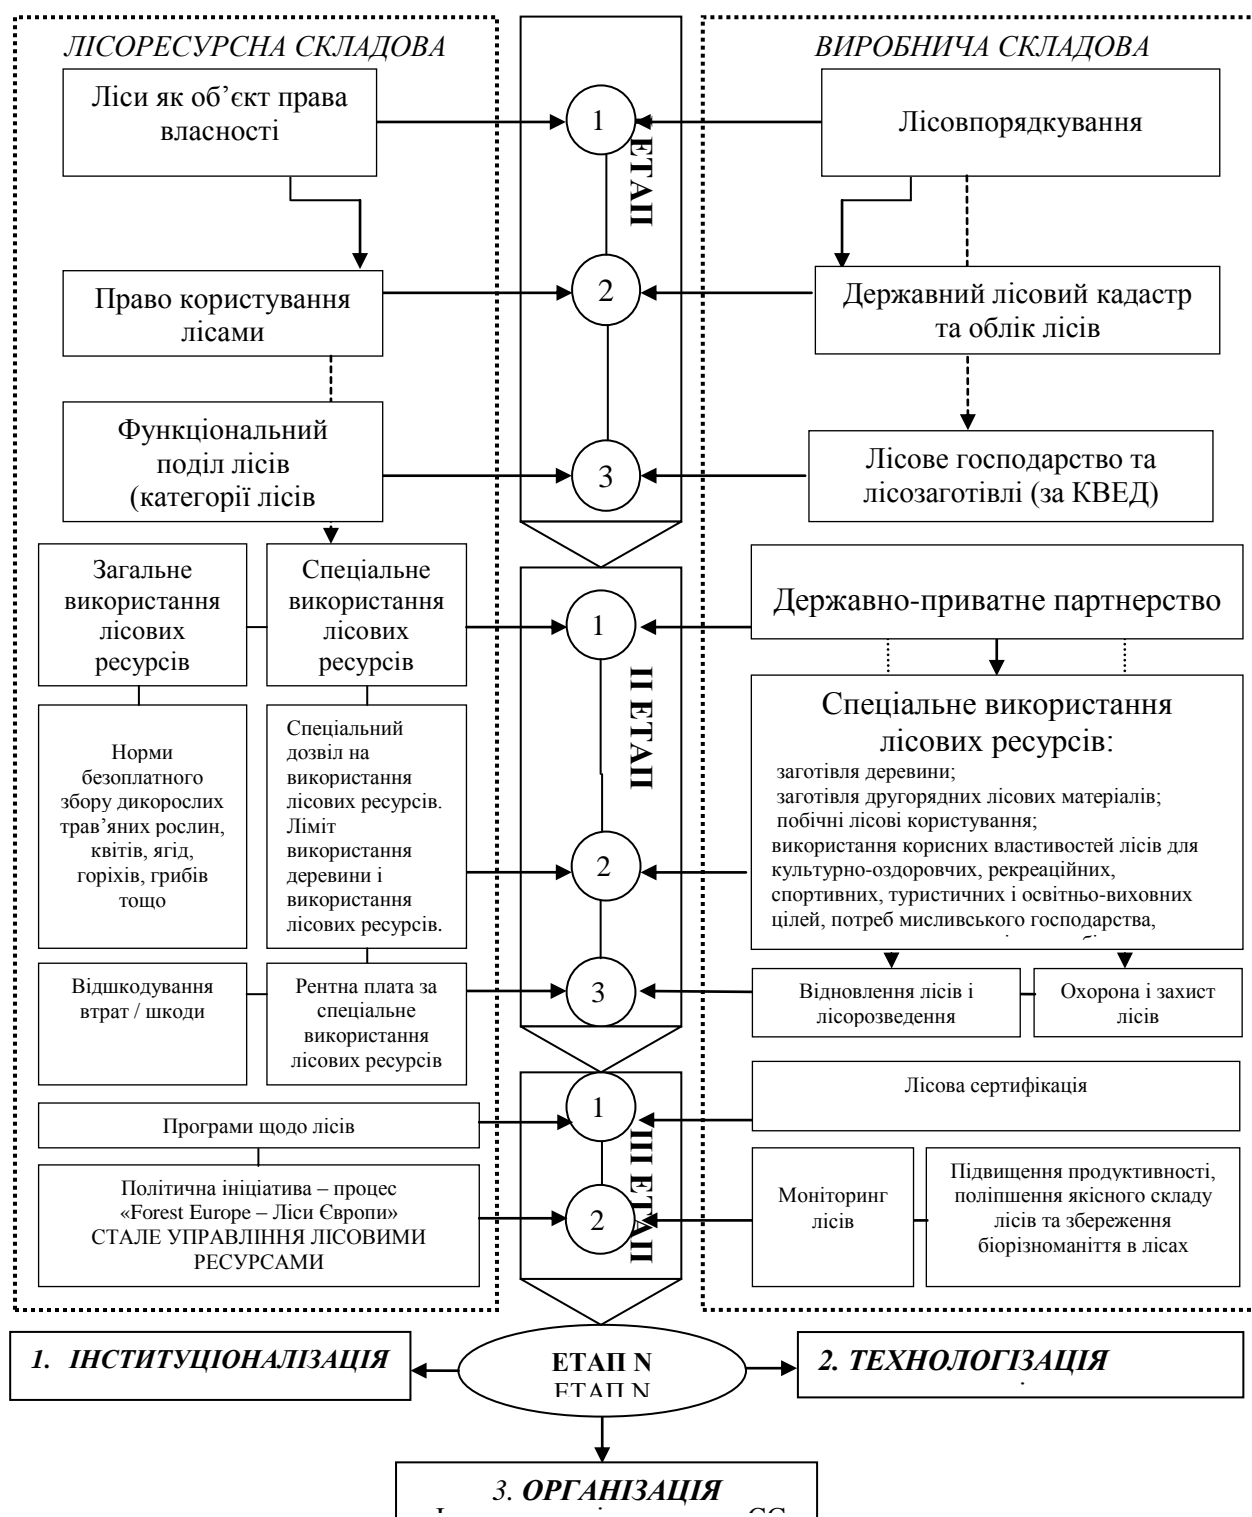 ЛІСОРЕСУРСНА СКЛАДОВА
Ліси як об’єкт права
власності
Право користування
лісами
Функціональний
поділ лісів
(категорії лісів
Загальне
використання
лісових
ресурсів
Спеціальне
використання
лісових
ресурсів
Норми
безоплатного
збору дикорослих
трав’яних рослин,
квітів, ягід,
горіхів, грибів
тощо
Спеціальний
дозвіл на
використання
лісових ресурсів.
Ліміт
використання
деревини і
використання
лісових ресурсів.
Відшкодування
втрат / шкоди
Рентна плата за
спеціальне
використання
лісових ресурсів
Програми щодо лісів
Політична ініціатива – процес
«Forest Europe – Ліси Європи»
СТАЛЕ УПРАВЛІННЯ ЛІСОВИМИ
РЕСУРСАМИ
1
І ЕТАП
2
3
1
ІІ ЕТАП
2
3
1
ІІІ ЕТАП
2
ВИРОБНИЧА СКЛАДОВА
Лісовпорядкування
Державний лісовий кадастр
та облік лісів
Лісове господарство та
лісозаготівлі (за КВЕД)
Державно-приватне партнерство
Спеціальне використання
лісових ресурсів:
заготівля деревини;
заготівля другорядних лісових матеріалів;
побічні лісові користування;
використання корисних властивостей лісів для
культурно-оздоровчих, рекреаційних,
спортивних, туристичних і освітньо-виховних
цілей, потреб мисливського господарства,
Відновлення лісів і
лісорозведення
Охорона і захист
лісів
Лісова сертифікація
Моніторинг
лісів
Підвищення продуктивності,
поліпшення якісного складу
лісів та збереження
біорізноманіття в лісах
1. ІНСТИТУЦІОНАЛІЗАЦІЯ
ЕТАП N
ЕТАП N
2. ТЕХНОЛОГІЗАЦІЯ
3. ОРГАНІЗАЦІЯ